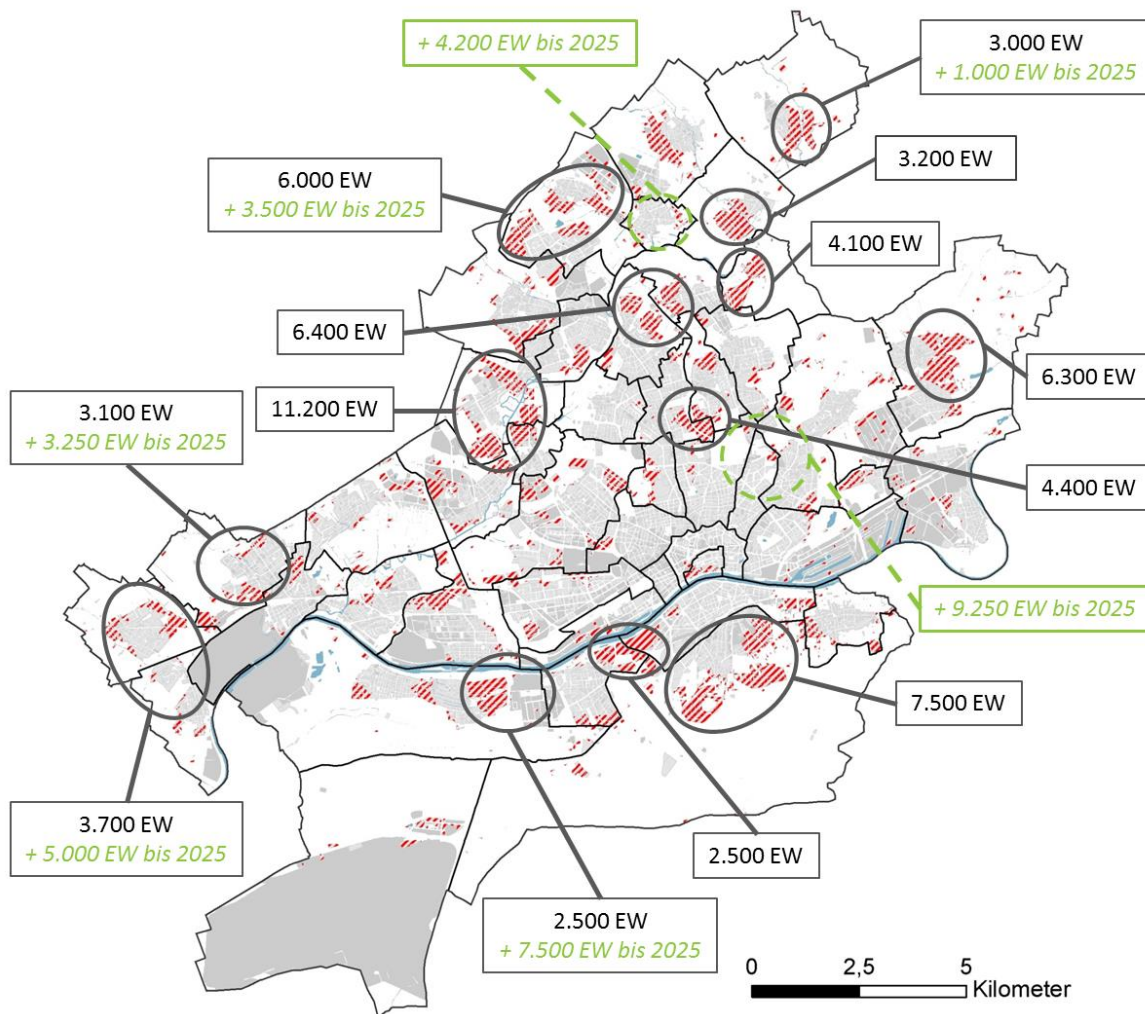 + 4.200 EW bis 2025
3.000 EW
+ 1.000 EW bis 2025
3.200 EW
6.000 EW
+ 3.500 EW bis 2025
4.100 EW
6.400 EW
6.300 EW
11.200 EW
3.100 EW
+ 3.250 EW bis 2025
4.400 EW
+ 9.250 EW bis 2025
7.500 EW
3.700 EW
+ 5.000 EW bis 2025
2.500 EW
2.500 EW
+ 7.500 EW bis 2025
0 2,5 5
Kilometer